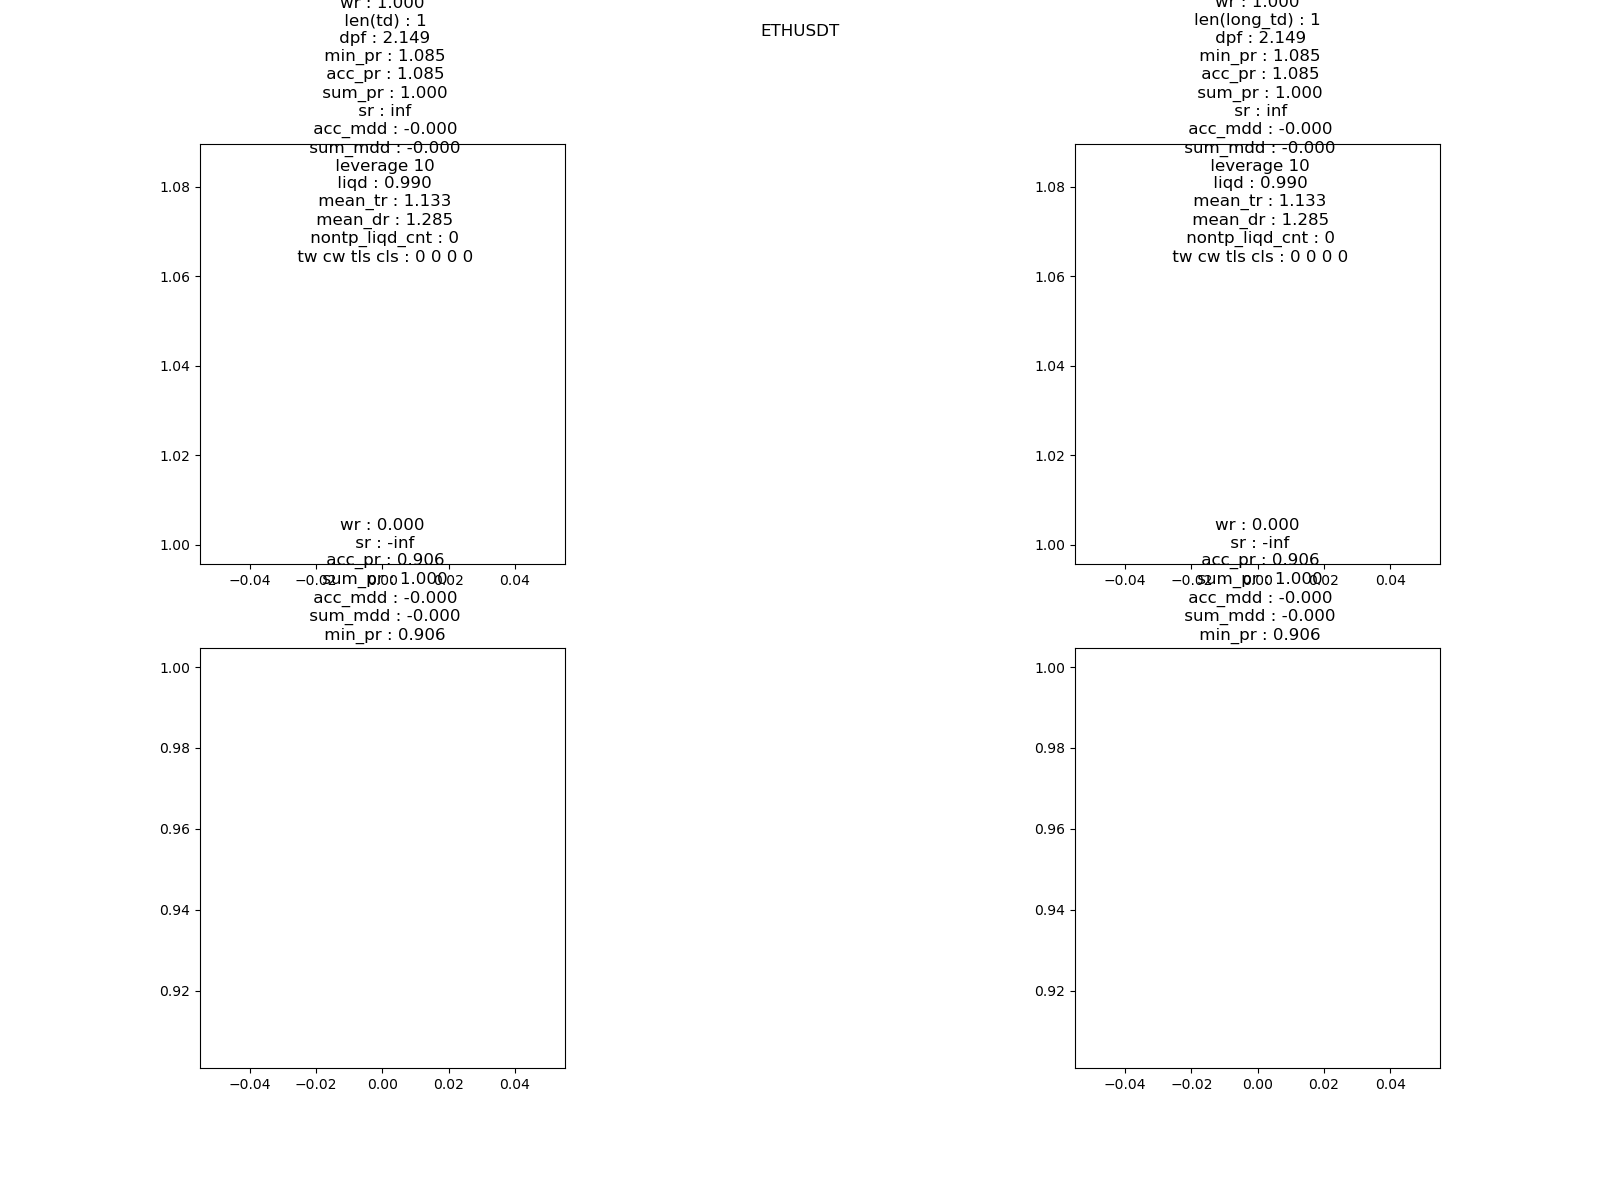 ETHUSDT
wr : 1.000
len(td) : 1
dpf : 2.149
min_pr : 1.085
acc_pr : 1.085
sum_pr : 1.000
sr : inf
acc_mdd : -0.000
sum_mdd : -0.000
leverage 10
liqd : 0.990
mean_tr : 1.133
mean_dr : 1.285
nontp_liqd_cnt : 0
tw cw tls cls : 0 0 0 0
1.08
1.06
1.04
1.02
1.00
−0.04 −0.02 0.00 0.02 0.04
wr : 1.000
len(long_td) : 1
dpf : 2.149
min_pr : 1.085
acc_pr : 1.085
sum_pr : 1.000
sr : inf
acc_mdd : -0.000
sum_mdd : -0.000
leverage 10
liqd : 0.990
mean_tr : 1.133
mean_dr : 1.285
nontp_liqd_cnt : 0
tw cw tls cls : 0 0 0 0
1.08
1.06
1.04
1.02
1.00
−0.04 −0.02 0.00 0.02 0.04
wr : 0.000
sr : -inf
acc_pr : 0.906
sum_pr : 1.000
acc_mdd : -0.000
sum_mdd : -0.000
min_pr : 0.906
1.00
0.98
0.96
0.94
0.92
−0.04 −0.02 0.00 0.02 0.04
wr : 0.000
sr : -inf
acc_pr : 0.906
sum_pr : 1.000
acc_mdd : -0.000
sum_mdd : -0.000
min_pr : 0.906
1.00
0.98
0.96
0.94
0.92
−0.04 −0.02 0.00 0.02 0.04